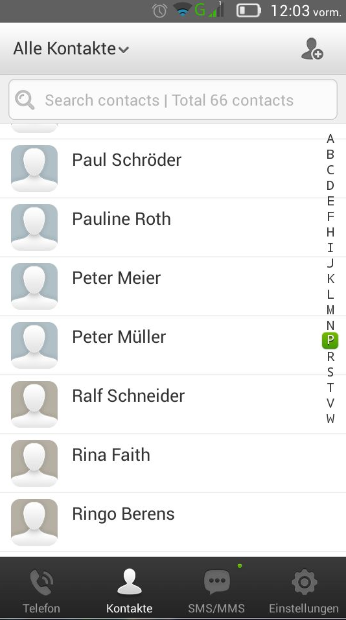 G 12:03 vorm.
Alle Kontakte
Search contacts | Total 66 contacts
Paul Schröder
Pauline Roth
Peter Meier
Peter Müller
Ralf Schneider
Rina Faith
Ringo Berens
A
B
C
D
E
F
H
I
J
K
L
M
N
P
R
S
T
V
W
Telefon Kontakte SMS/MMS Einstellungen